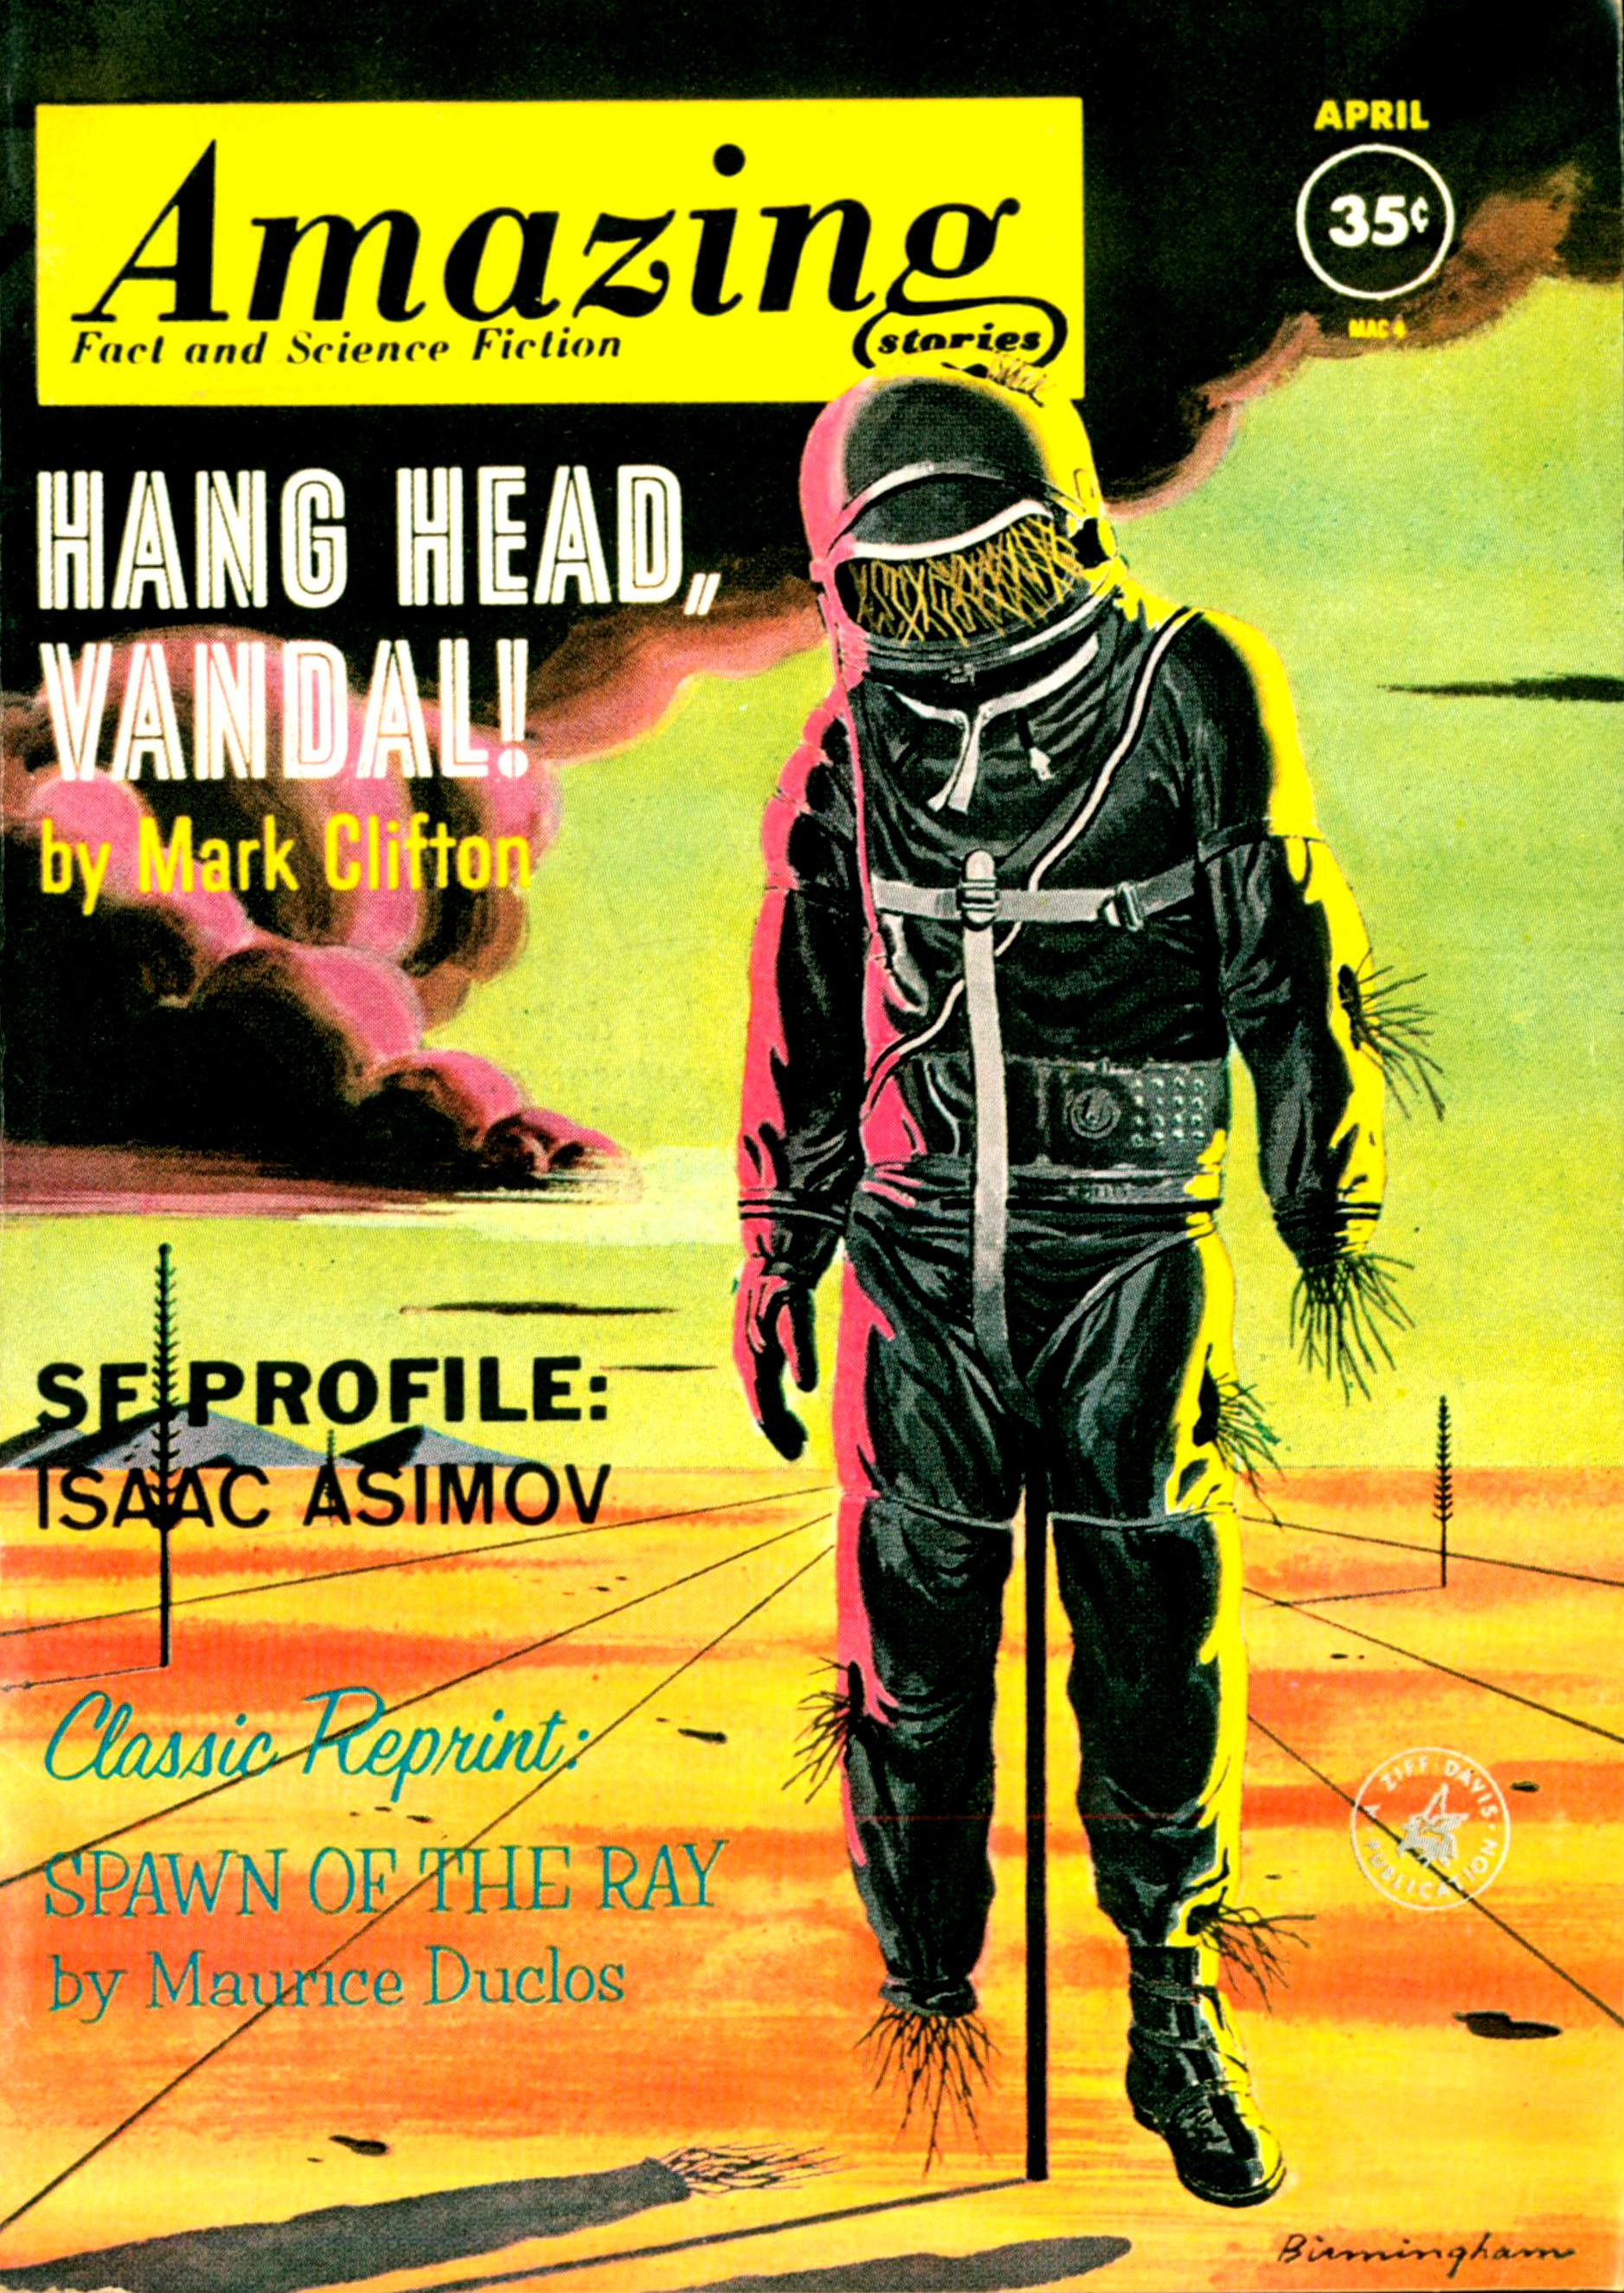 APRIL
35¢
MAC 4
Amazing
Fact and Science Fiction
stories
HANG HEAD,
VANDAL!
by Mark Clifton
SF PROFILE:
ISAAC ASIMOV
Classic Reprint:
SPAWN OF THE RAY
by Maurice Duclos
A ZIFF DAVIS PUBLICATION
Birmingham